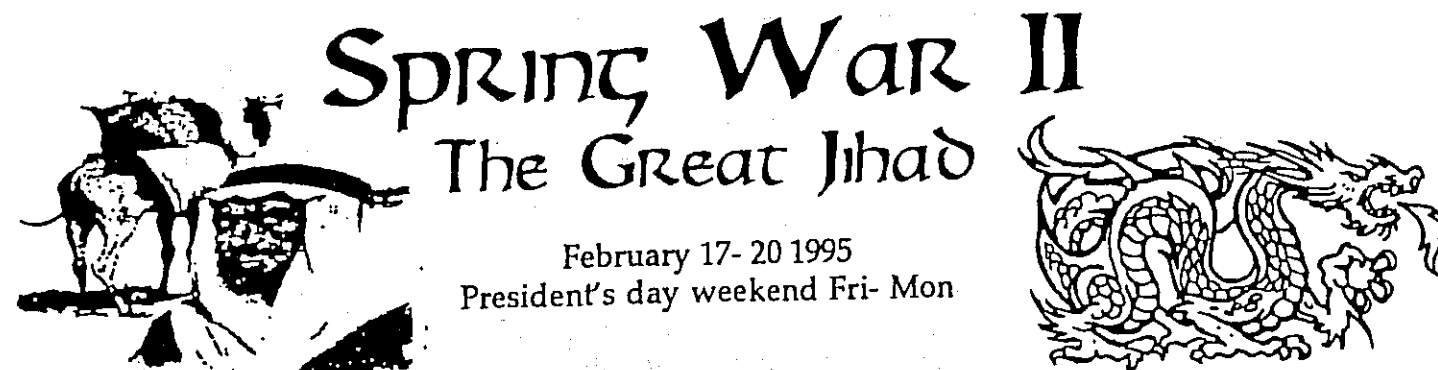 Spring War II
The Great Jihad
February 17- 20 1995
President's day weekend Fri- Mon